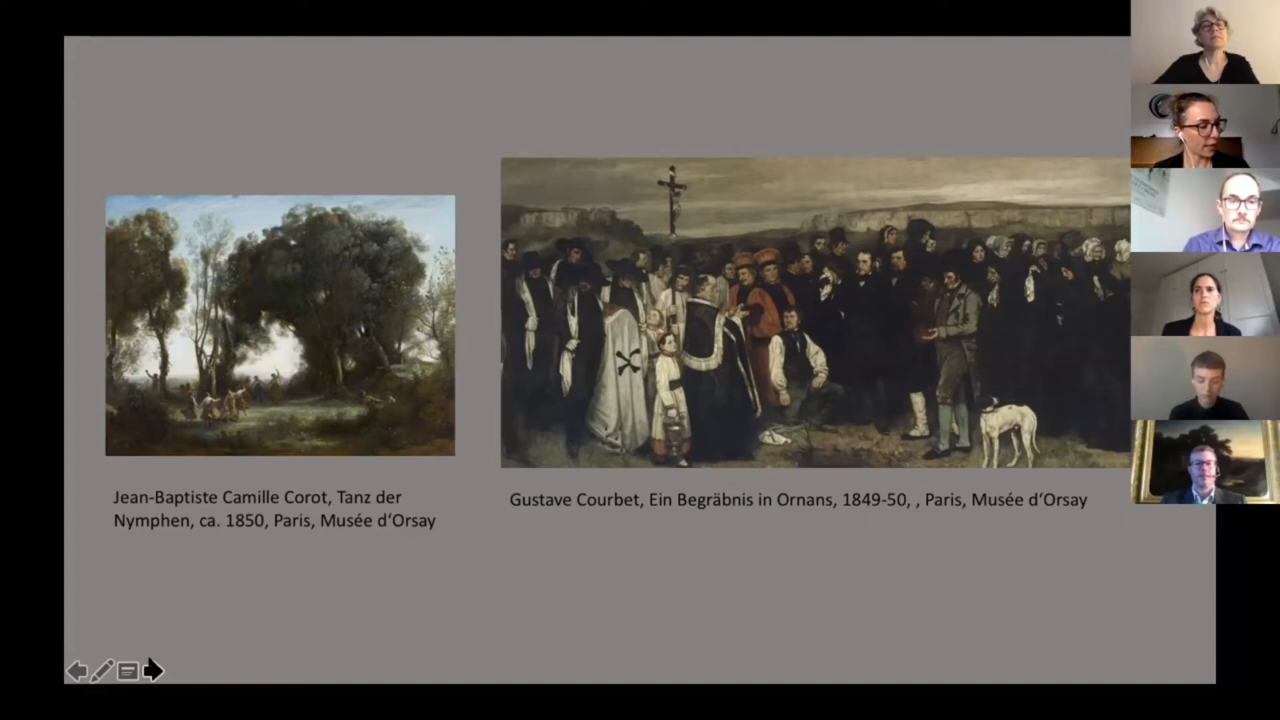 Jean-Baptiste Camille Corot, Tanz der
Nymphen, ca. 1850, Paris, Musée d‘Orsay
Gustave Courbet, Ein Begräbnis in Ornans, 1849-50, , Paris, Musée d‘Orsay